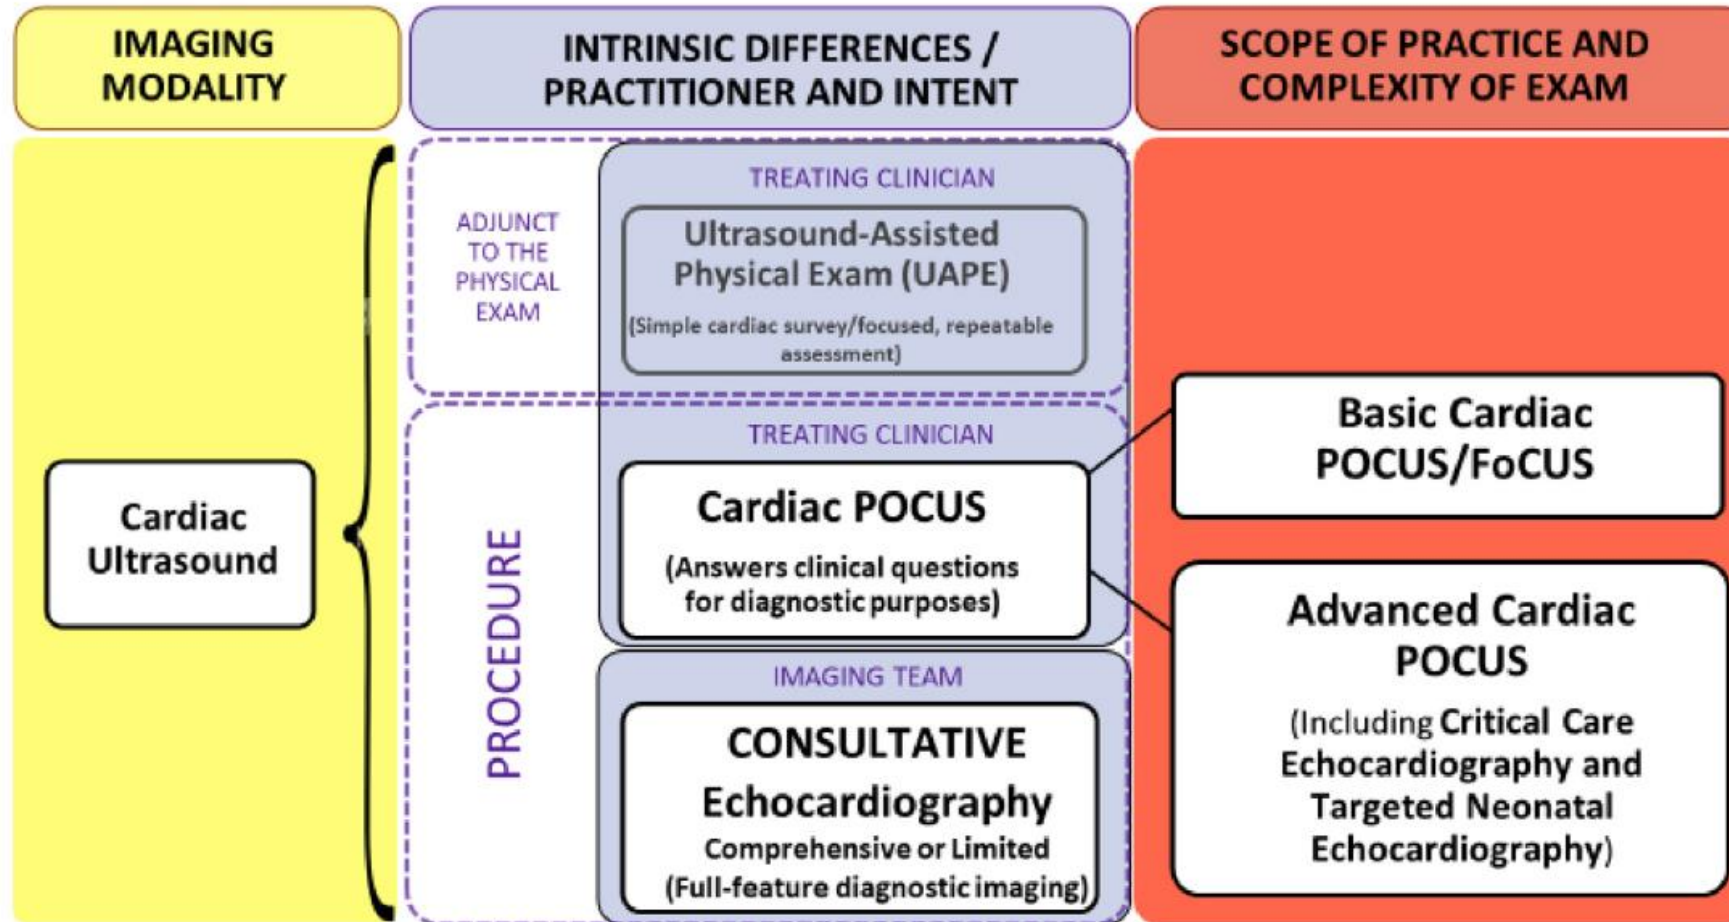 IMAGING
MODALITY
INTRINSIC DIFFERENCES /
PRACTITIONER AND INTENT
SCOPE OF PRACTICE AND
COMPLEXITY OF EXAM
Cardiac
Ultrasound
ADJUNCT
TO THE
PHYSICAL
EXAM
TREATING CLINICIAN
Ultrasound-Assisted
Physical Exam (UAPE)
(Simple cardiac survey/focused, repeatable
assessment)
PROCEDURE
TREATING CLINICIAN
Cardiac POCUS
(Answers clinical questions
for diagnostic purposes)
IMAGING TEAM
CONSULTATIVE
Echocardiography
Comprehensive or Limited
(Full-feature diagnostic imaging)
Basic Cardiac
POCUS/FoCUS
Advanced Cardiac
POCUS
(Including Critical Care
Echocardiography and
Targeted Neonatal
Echocardiography)